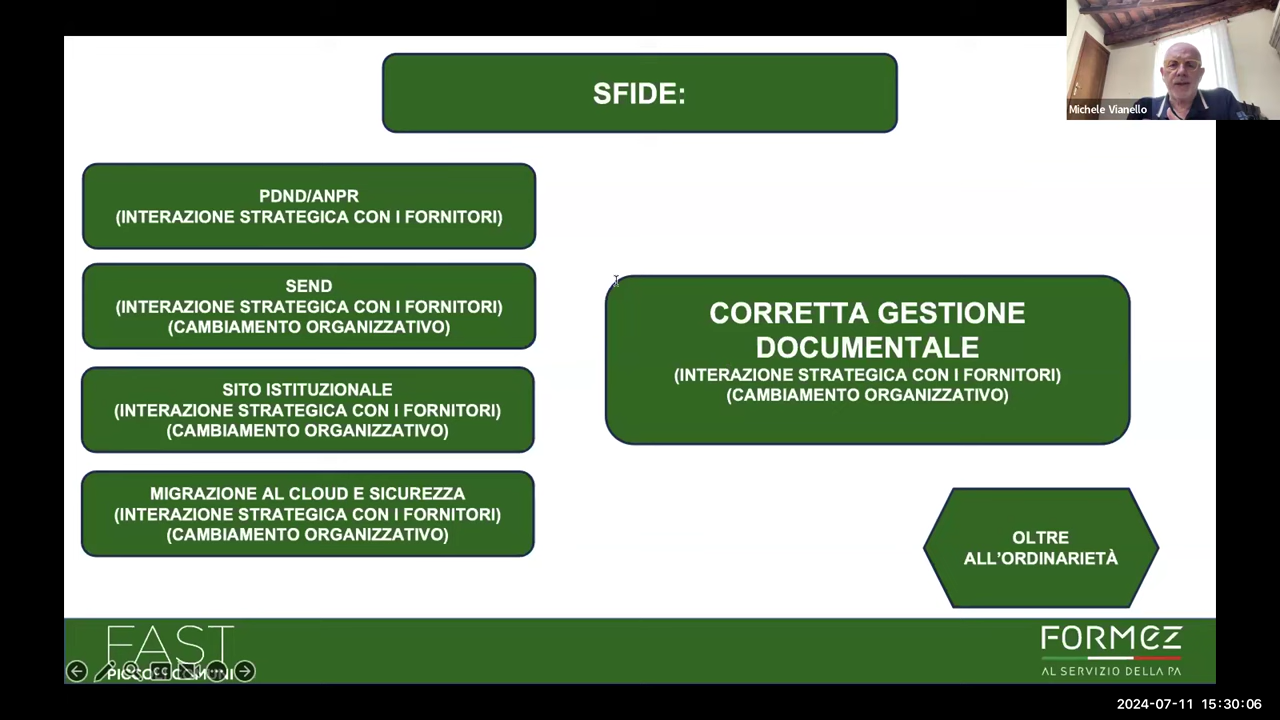 SFIDE:
Michele Vianello
PDND/ANPR
(INTERAZIONE STRATEGICA CON I FORNITORI)
SEND
(INTERAZIONE STRATEGICA CON I FORNITORI)
(CAMBIAMENTO ORGANIZZATIVO)
SITO ISTITUZIONALE
(INTERAZIONE STRATEGICA CON I FORNITORI)
(CAMBIAMENTO ORGANIZZATIVO)
MIGRAZIONE AL CLOUD E SICUREZZA
(INTERAZIONE STRATEGICA CON I FORNITORI)
(CAMBIAMENTO ORGANIZZATIVO)
CORRETTA GESTIONE
DOCUMENTALE
(INTERAZIONE STRATEGICA CON I FORNITORI)
(CAMBIAMENTO ORGANIZZATIVO)
OLTRE
ALL'ORDINARIETÀ
FAST
PICCOLI COMUNI
FORMEZ
AL SERVIZIO DELLA PA
2024-07-11 15:30:06